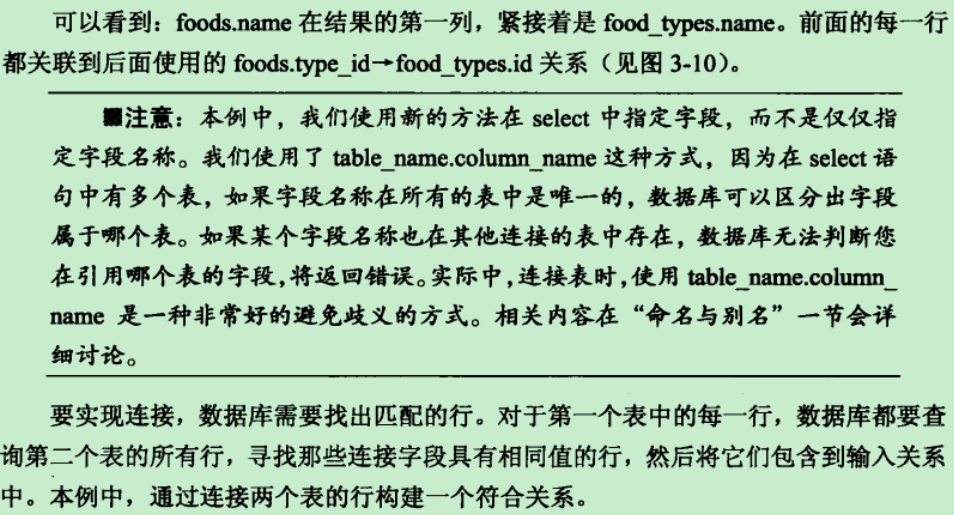 可以看到：foods.name 在结果的第一列，紧接着是 food_types.name。前面的每一行
都关联到后面使用的 foods.type_id→food_types.id 关系（见图 3-10）。
■注意：本例中，我们使用新的方法在 select 中指定字段，而不是仅仅指
定字段名称。我们使用了 table_name.column_name 这种方式，因为在 select 语
句中有多个表，如果字段名称在所有的表中是唯一的，数据库可以区分出字段
属于哪个表。如果某个字段名称也在其他连接的表中存在，数据库无法判断您
在引用哪个表的字段，将返回错误。实际中，连接表时，使用 table_name.column_
name 是一种非常好的避免歧义的方式。相关内容在“命名与别名”一节会详
细讨论。
要实现连接，数据库需要找出匹配的行。对于第一个表中的每一行，数据库都要查
询第二个表的所有行，寻找那些连接字段具有相同值的行，然后将它们包含到输入关系
中。本例中，通过连接两个表的行构建一个符合关系。